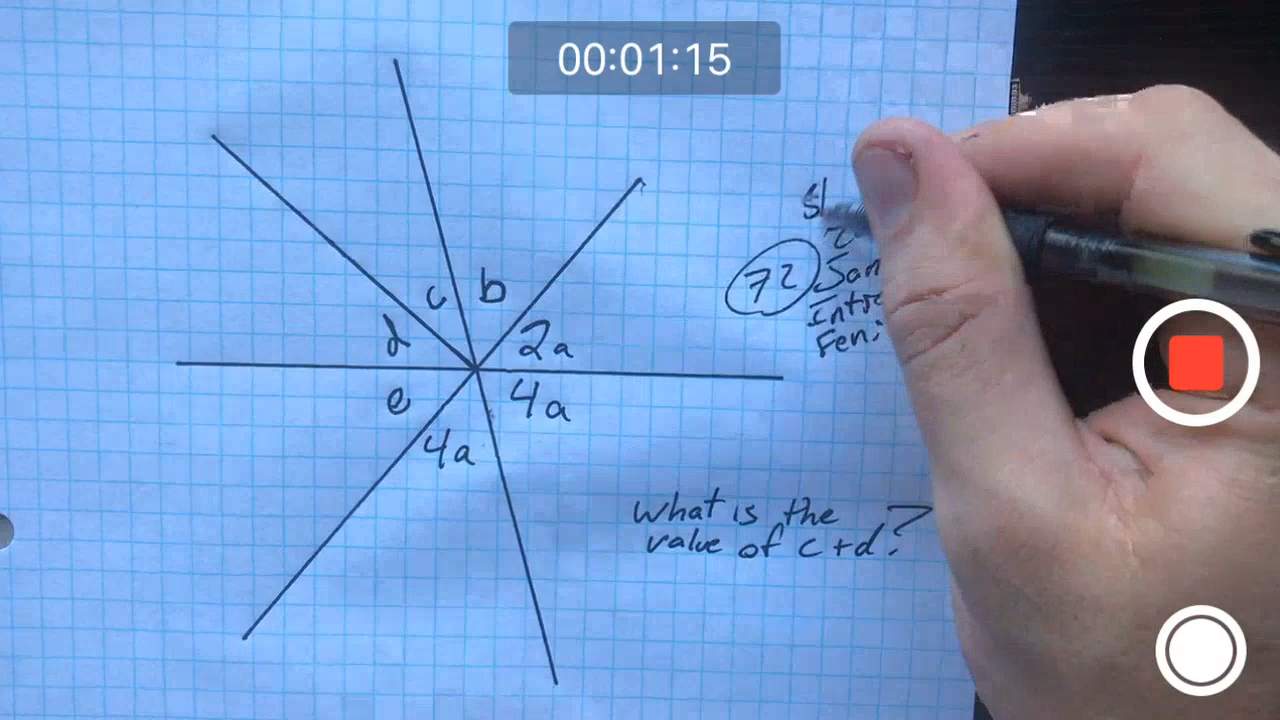 00:01:15
c
b
d
2a
e
4a
4a
72
What is the
value of c+d?